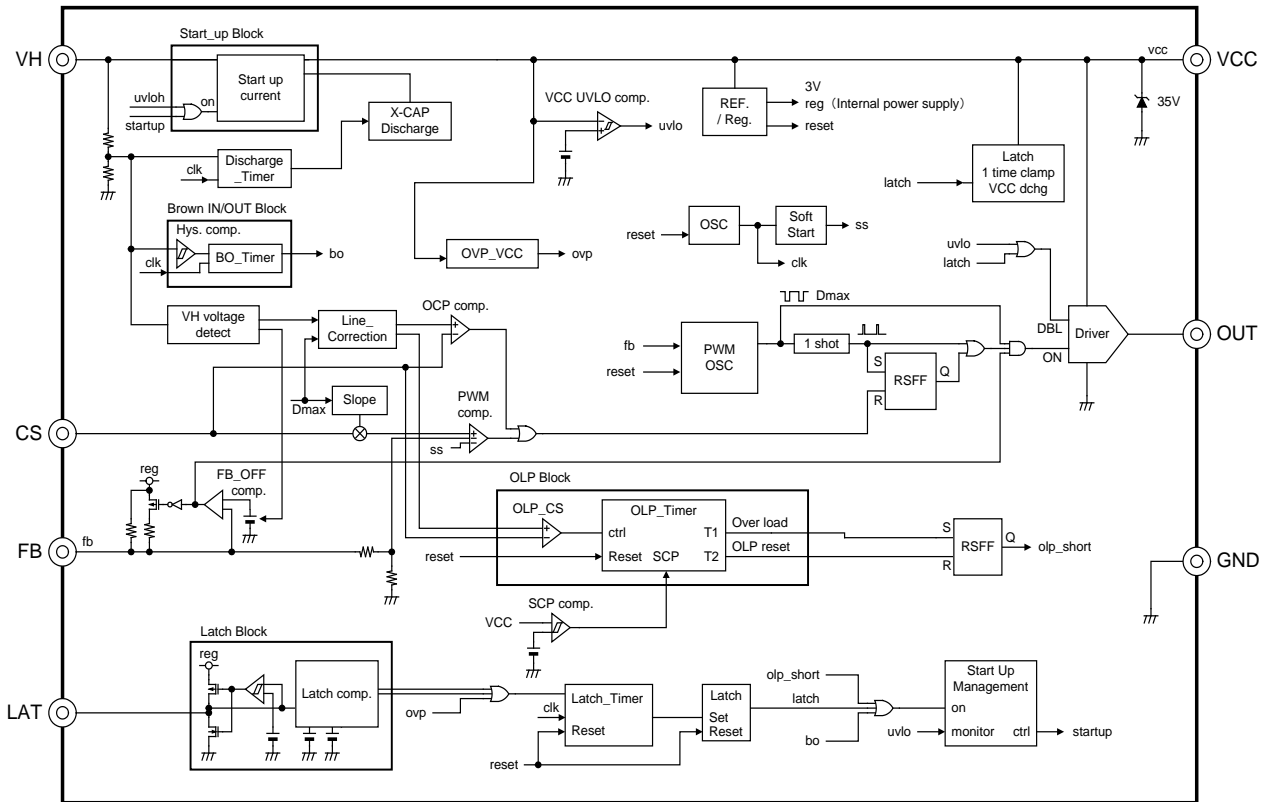 Start_up Block
VH
VCC
vcc
Start up
current
uvloh
on
startup
X-CAP
Discharge
VCC UVLO comp.
uvlo
REF.
/ Reg.
3V
reg（Internal power supply）
reset
35V
clk
Discharge
_Timer
Latch
1 time clamp
VCC dchg
latch
Brown IN/OUT Block
Hys. comp.
clk
BO_Timer
bo
OVP_VCC
ovp
reset
OSC
Soft
Start
ss
clk
uvlo
latch
VH voltage
detect
Line_
Correction
OCP comp.
Dmax
fb
reset
PWM
OSC
1 shot
S
R
RSFF
Q
DBL
ON
Driver
OUT
Dmax
Slope
PWM
comp.
CS
ss
reg
FB_OFF
comp.
OLP Block
OLP_CS
OLP_Timer
ctrl
T1
Over load
FB
fb
reset
Reset
SCP
T2
OLP reset
S
R
RSFF
Q
olp_short
GND
SCP comp.
VCC
Latch Block
reg
LAT
Latch comp.
ovp
clk
Latch_Timer
Reset
reset
Latch
Set
Reset
olp_short
latch
bo
Start Up
Management
on
uvlo
monitor
ctrl
startup